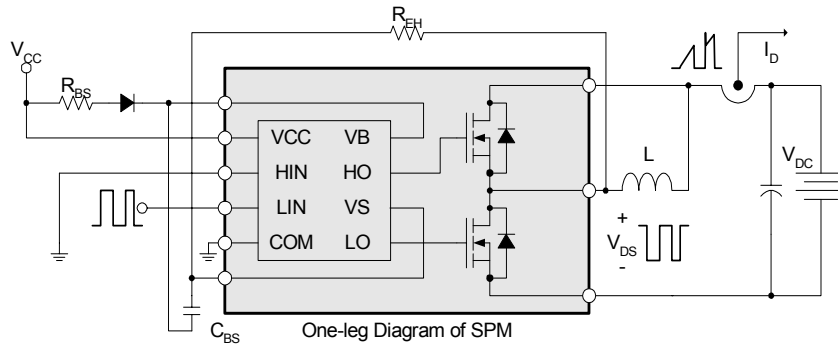 R_EH
V_CC
R_BS
I_D
VCC VB
HIN HO
LIN VS
COM LO
L
V_DC
+
V_DS
-
C_BS
One-leg Diagram of SPM